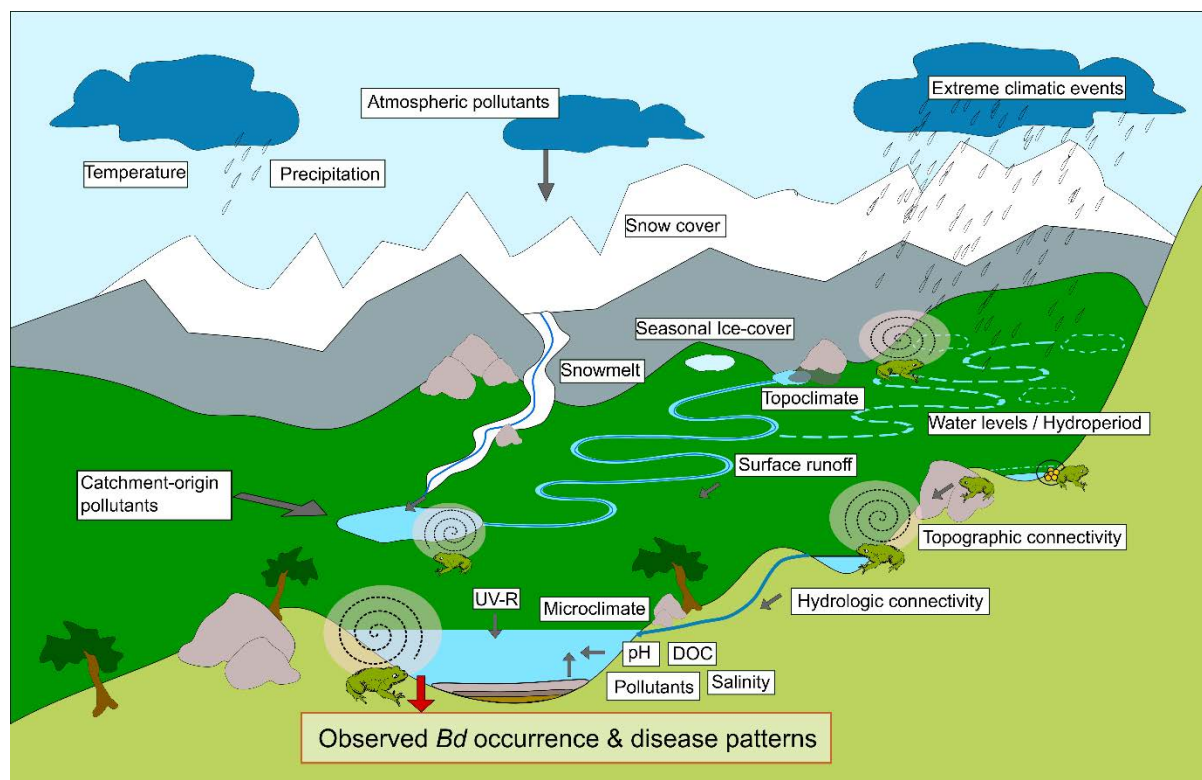 Extreme climatic events
Atmospheric pollutants
Temperature
Precipitation
Snow cover
Seasonal Ice-cover
Snowmelt
Topoclimate
Water levels / Hydroperiod
Surface runoff
Catchment-origin
pollutants
Topographic connectivity
UV-R
Microclimate
Hydrologic connectivity
pH
DOC
Pollutants
Salinity
Observed Bd occurrence & disease patterns